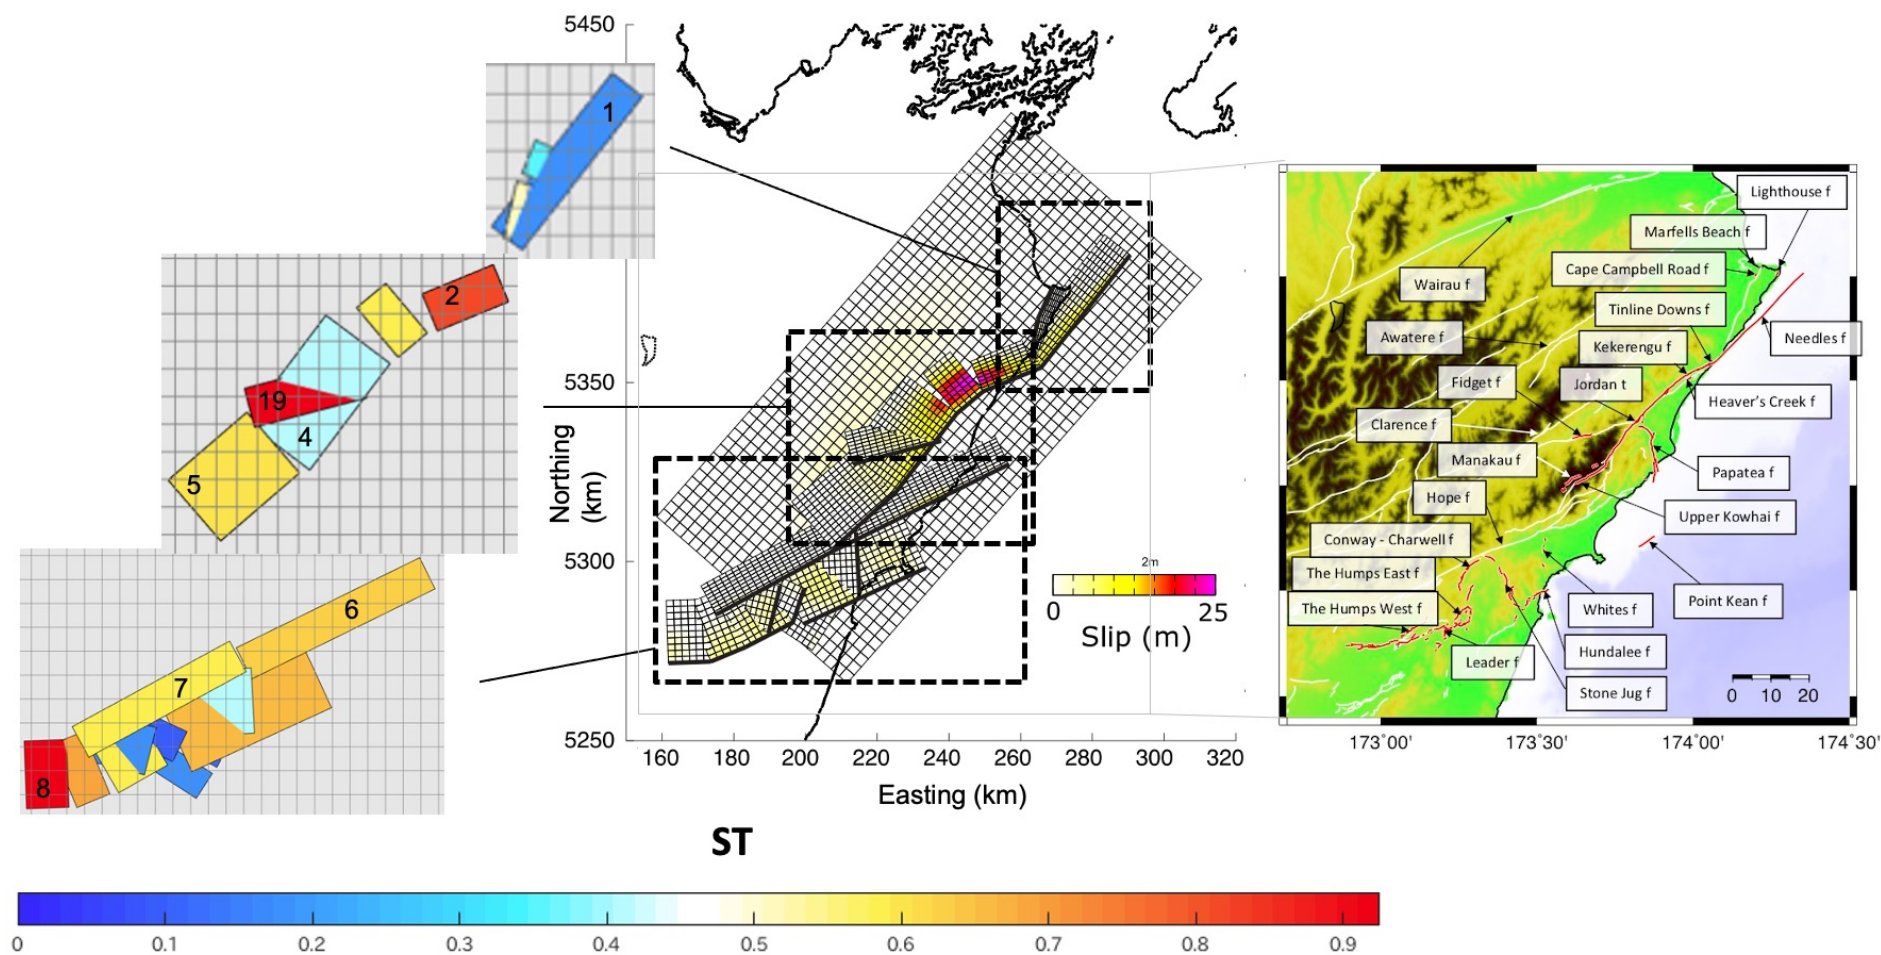 5450
5350
5300
5250
Northing
(km)
160 180 200 220 240 260 280 300 320
Easting (km)
1
2
19
4
5
6
7
8
2m
0 25
Slip (m)
Lighthouse f
Marfells Beach f
Cape Campbell Road f
Wairau f
Tinline Downs f
Awatere f
Kekerengu f
Needles f
Fidget f
Jordan t
Heaver's Creek f
Clarence f
Manakau f
Papatea f
Hope f
Upper Kowhai f
Conway - Charwell f
The Humps East f
The Humps West f
Whites f
Point Kean f
Hundalee f
Leader f
Stone Jug f
0 10 20
173°00' 173°30' 174°00' 174°30'
ST
0 0.1 0.2 0.3 0.4 0.5 0.6 0.7 0.8 0.9